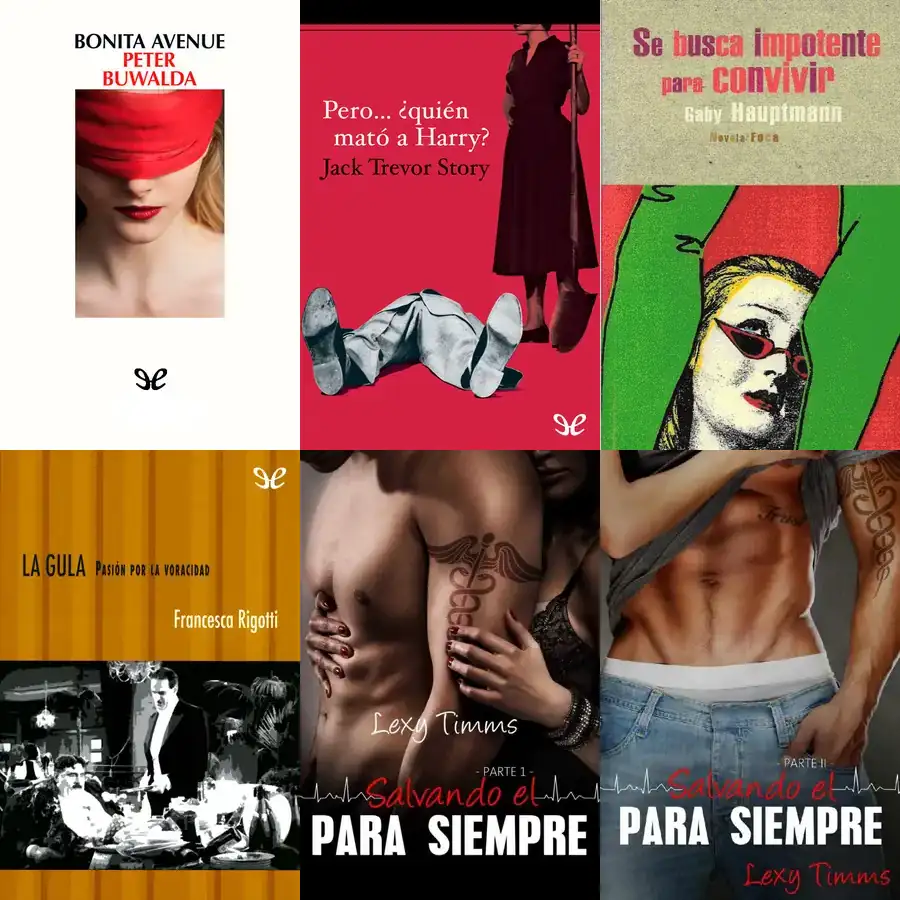 BONITA AVENUE
PETER
BUWALDA
Pero... ¿quién
mató a Harry?
Jack Trevor Story
Se busca impotente
para convivir
Gaby Hauptmann
Novela Foca
LA GULA PASIÓN POR LA VORACIDAD
Francesca Rigotti
Lexy Timms
- PARTE 1 -
Salvando el
PARA SIEMPRE
- PARTE II -
Salvando el
PARA SIEMPRE
Lexy Timms